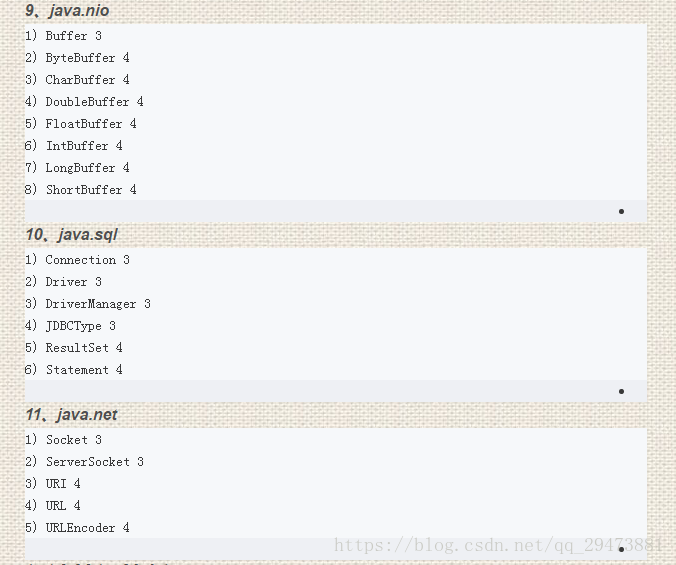 9、java.nio
1) Buffer 3
2) ByteBuffer 4
3) CharBuffer 4
4) DoubleBuffer 4
5) FloatBuffer 4
6) IntBuffer 4
7) LongBuffer 4
8) ShortBuffer 4
10、java.sql
1) Connection 3
2) Driver 3
3) DriverManager 3
4) JDBCType 3
5) ResultSet 4
6) Statement 4
11、java.net
1) Socket 3
2) ServerSocket 3
3) URI 4
4) URL 4
5) URLEncoder 4
https://blog.csdn.net/qq_29473881